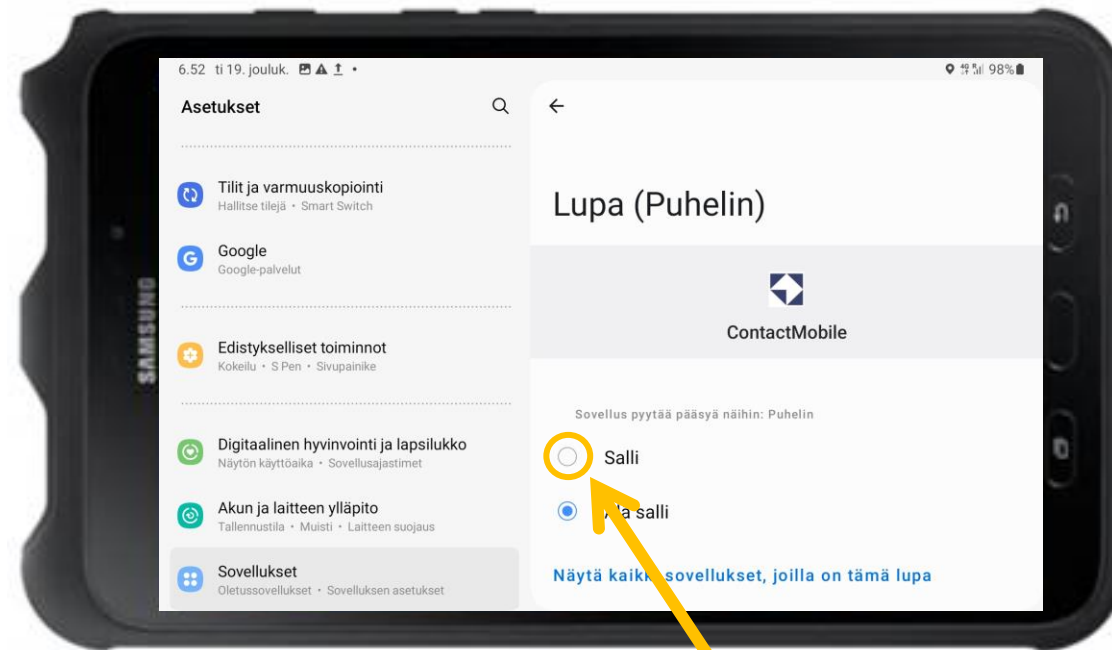 6.52 ti 19. jouluk.
98%
Asetukset
Tilit ja varmuuskopiointi
Hallitse tilejä • Smart Switch
Google
Google-palvelut
Edistykselliset toiminnot
Kokeilu • S Pen • Sivupainike
Digitaalinen hyvinvointi ja lapsilukko
Näytön käyttöaika • Sovellusajastimet
Akun ja laitteen ylläpito
Tallennustila • Muisti • Laitteen suojaus
Sovellukset
Oletussovellukset • Sovelluksen asetukset
Lupa (Puhelin)
ContactMobile
Sovellus pyytää pääsyä näihin: Puhelin
Salli
salli
Näytä kaikki sovellukset, joilla on tämä lupa
SAMSUNG